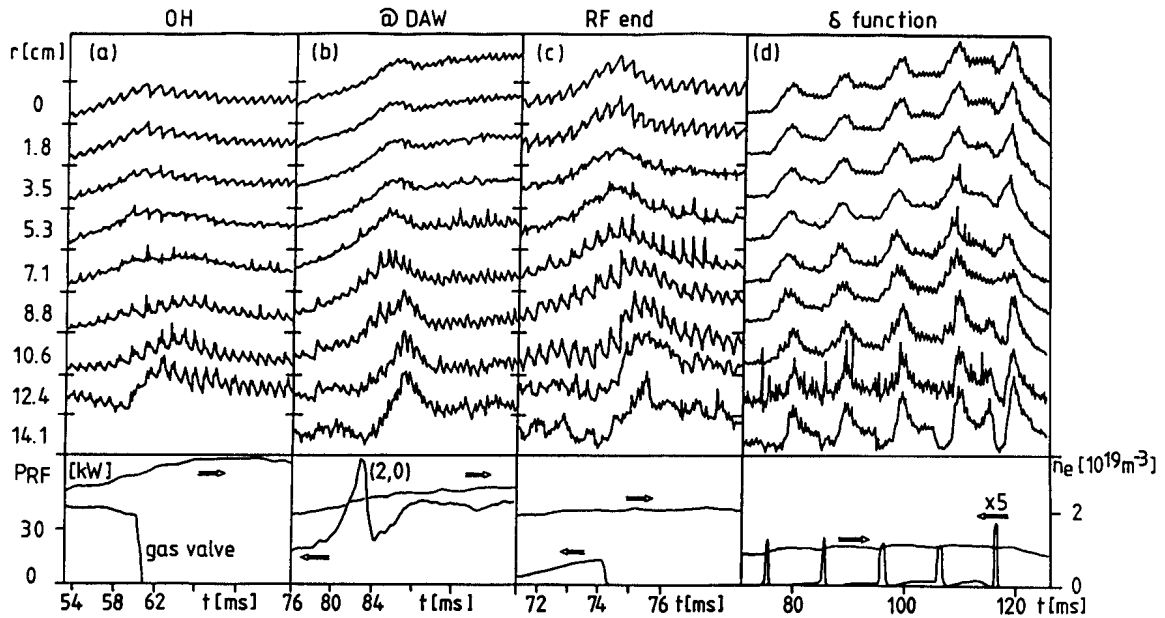 OH @ DAW RF end δ function
r[cm] (a) (b) (c) (d)
0
1.8
3.5
5.3
7.1
8.8
10.6
12.4
14.1
PRF [kW] (2,0) ne [10¹⁹m⁻³]
x5
30 2
gas valve
0 0
54 58 62 t[ms] 76 80 84 t[ms] 72 74 76 t[ms] 80 100 120 t[ms]